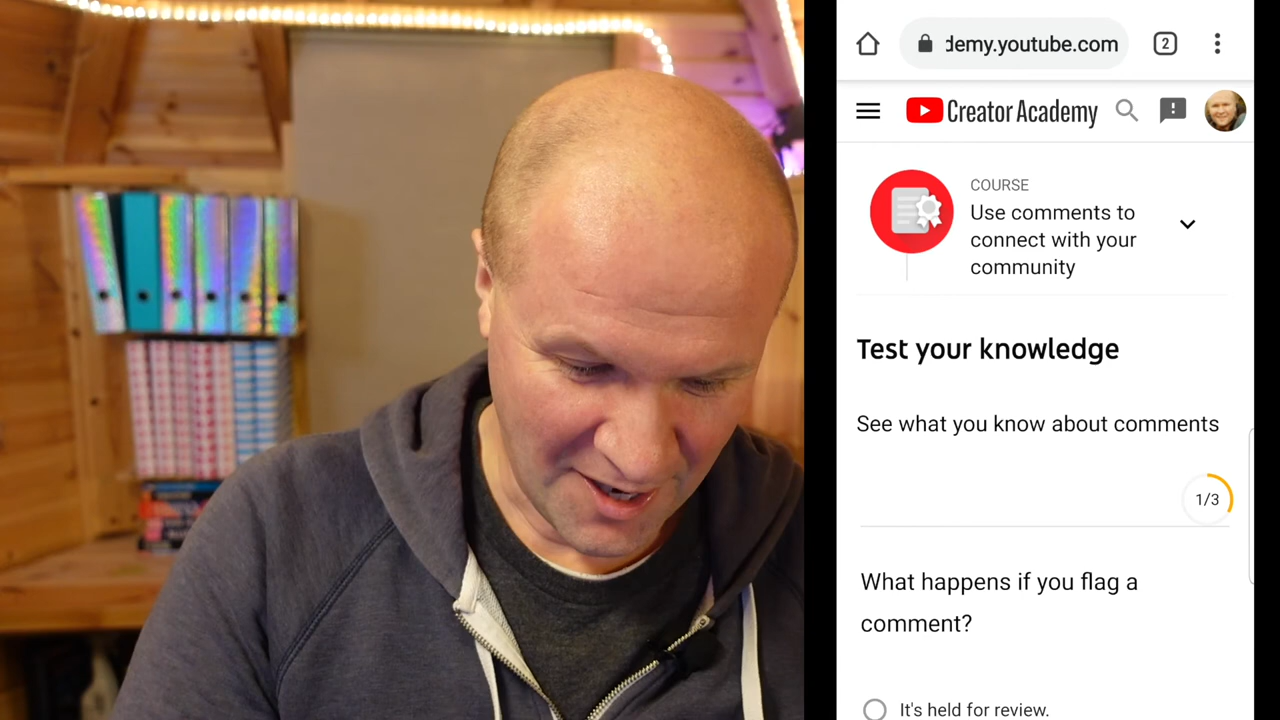 demy.youtube.com
2
Creator Academy
COURSE
Use comments to
connect with your
community
Test your knowledge
See what you know about comments
1/3
What happens if you flag a
comment?
It's held for review.